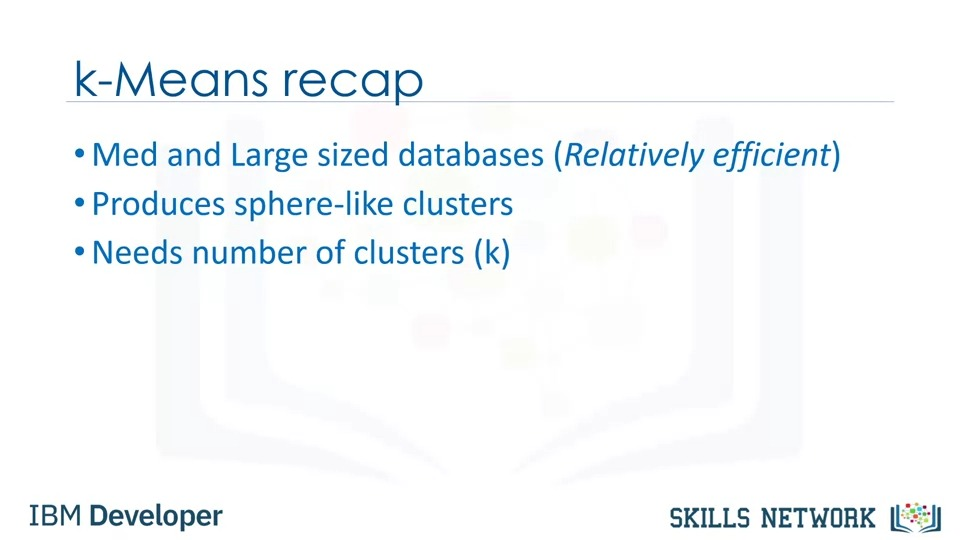 k-Means recap
• Med and Large sized databases (Relatively efficient)
• Produces sphere-like clusters
• Needs number of clusters (k)
IBM Developer
SKILLS NETWORK